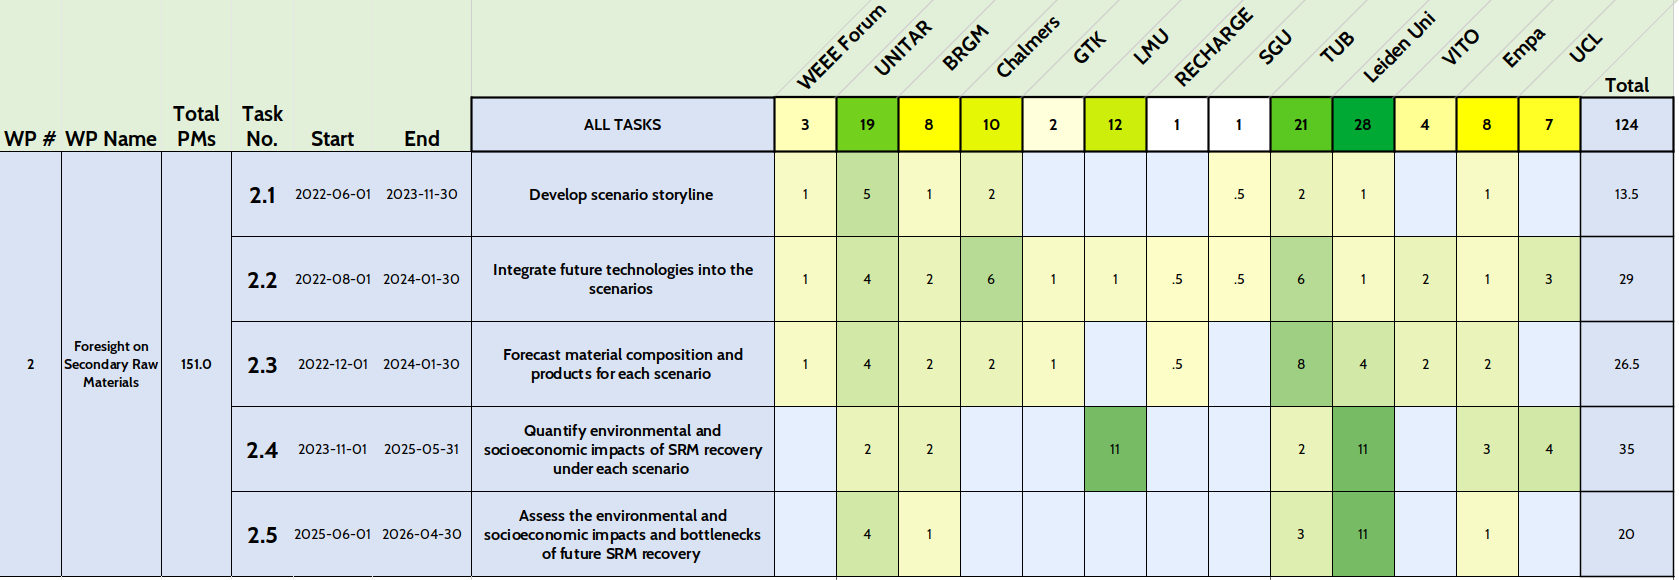 WEEE Forum UNITAR BRGM Chalmers GTK LMU RECHARGE SGU TUB Leiden Uni VITO Empa UCL Total
WP # WP Name Total PMs Task No. Start End
ALL TASKS 3 19 8 10 2 12 1 1 21 28 4 8 7 124
2 Foresight on Secondary Raw Materials 151.0
2.1 2022-06-01 2023-11-30 Develop scenario storyline 1 5 1 2 .5 2 1 1 13.5
2.2 2022-08-01 2024-01-30 Integrate future technologies into the scenarios 1 4 2 6 1 1 .5 .5 6 1 2 1 3 29
2.3 2022-12-01 2024-01-30 Forecast material composition and products for each scenario 1 4 2 2 1 .5 8 4 2 2 26.5
2.4 2023-11-01 2025-05-31 Quantify environmental and socioeconomic impacts of SRM recovery under each scenario 2 2 11 2 11 3 4 35
2.5 2025-06-01 2026-04-30 Assess the environmental and socioeconomic impacts and bottlenecks of future SRM recovery 4 1 3 11 1 20